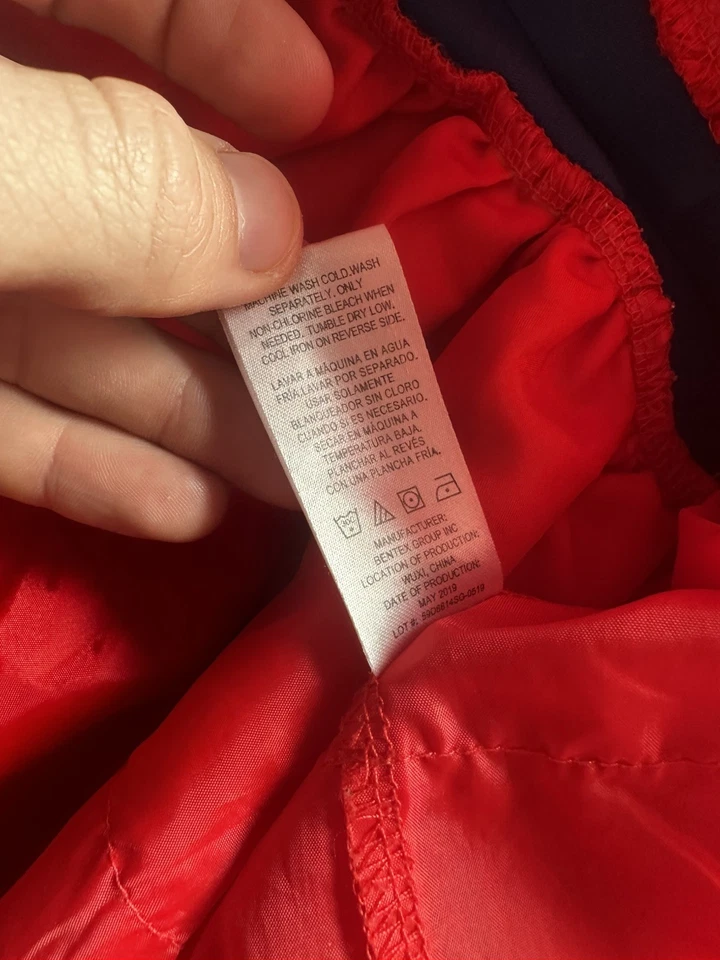 MACHINE WASH COLD.WASH
SEPARATELY. ONLY
NON CHLORINE BLEACH WHEN
NEEDED. TUMBLE DRY LOW.
COOL IRON ON REVERSE SIDE.
LAVAR A MÁQUINA EN AGUA
FRÍA.LAVAR POR SEPARADO.
USAR SOLAMENTE
BLANQUEADOR SIN CLORO
CUANDO SI ES NECESARIO.
SECAR EN MÁQUINA A
TEMPERATURA BAJA.
PLANCHAR AL REVÉS
CON UNA PLANCHA FRÍA.
MANUFACTURER:
BENTEX GROUP INC
LOCATION OF PRODUCTION:
WUXI, CHINA
DATE OF PRODUCTION:
MAY 2019
LOT #: